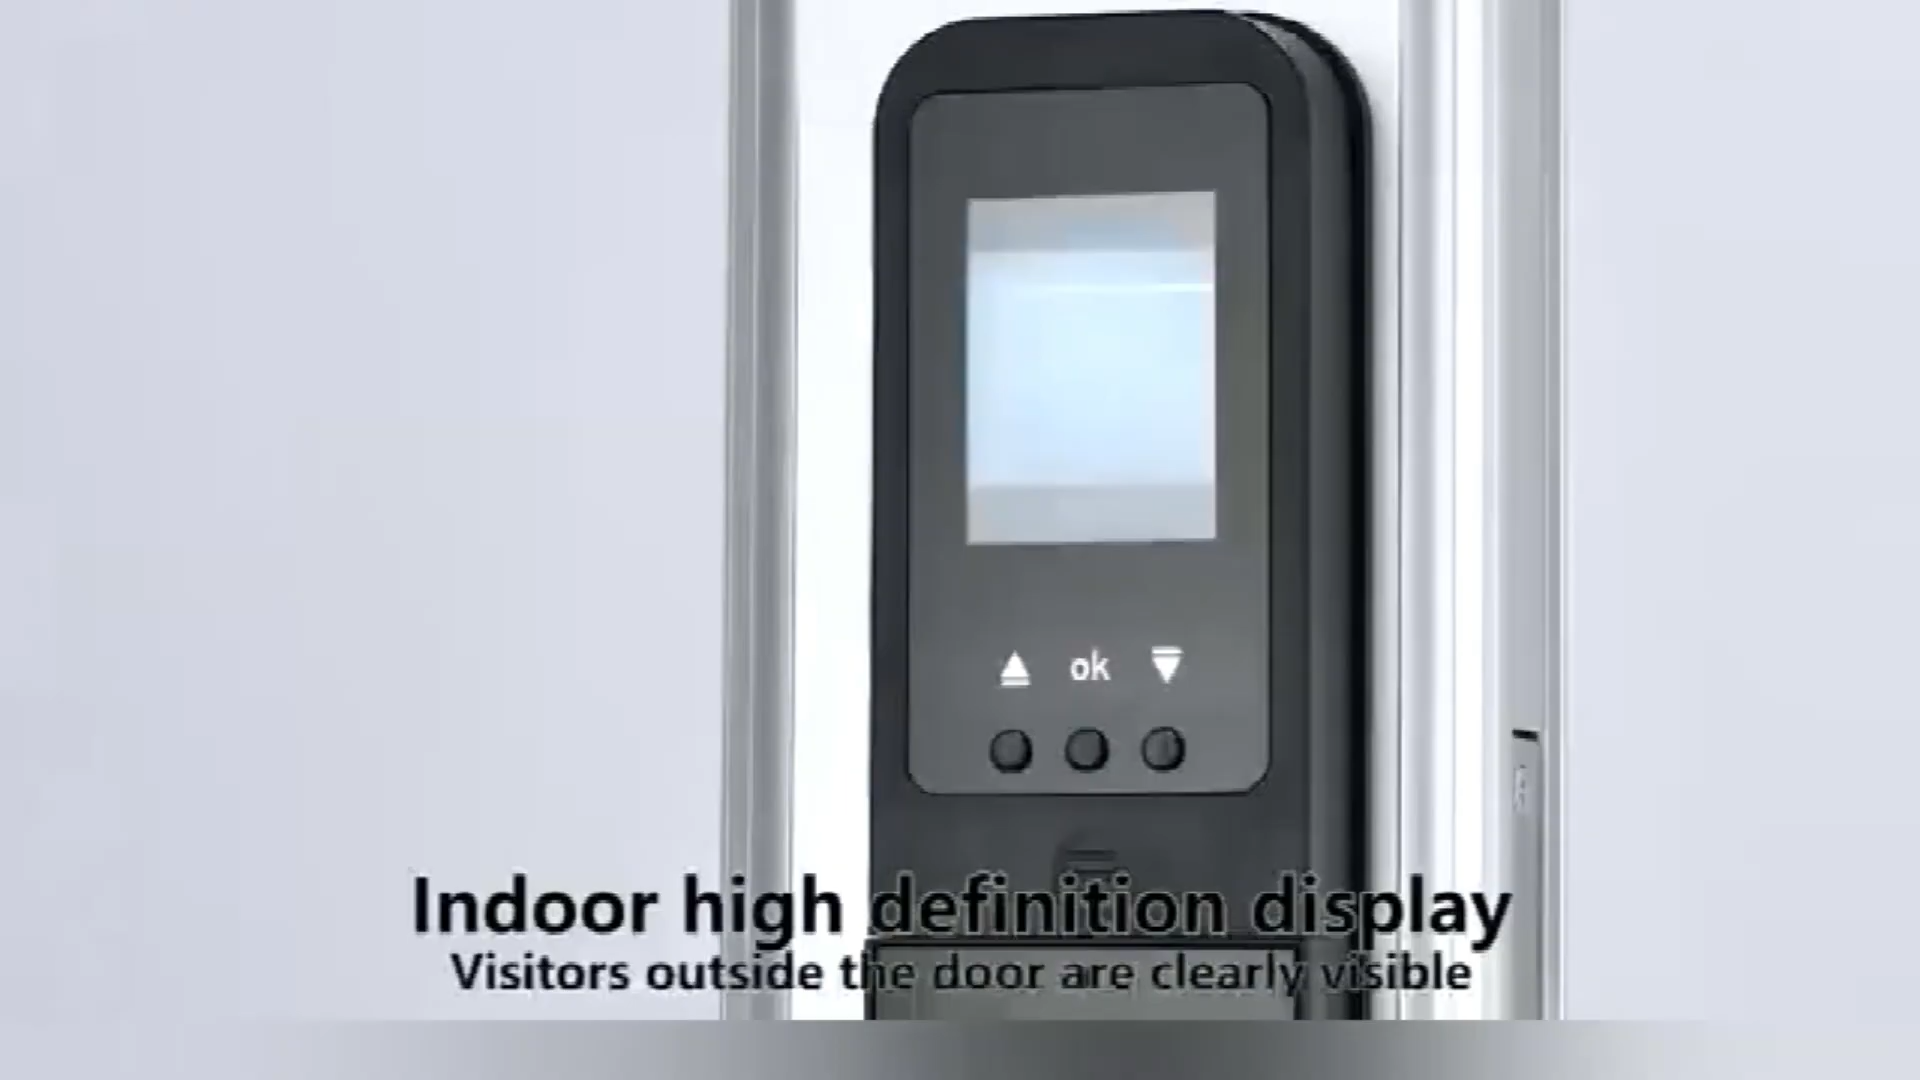 ok
Indoor high definition display
Visitors outside the door are clearly visible